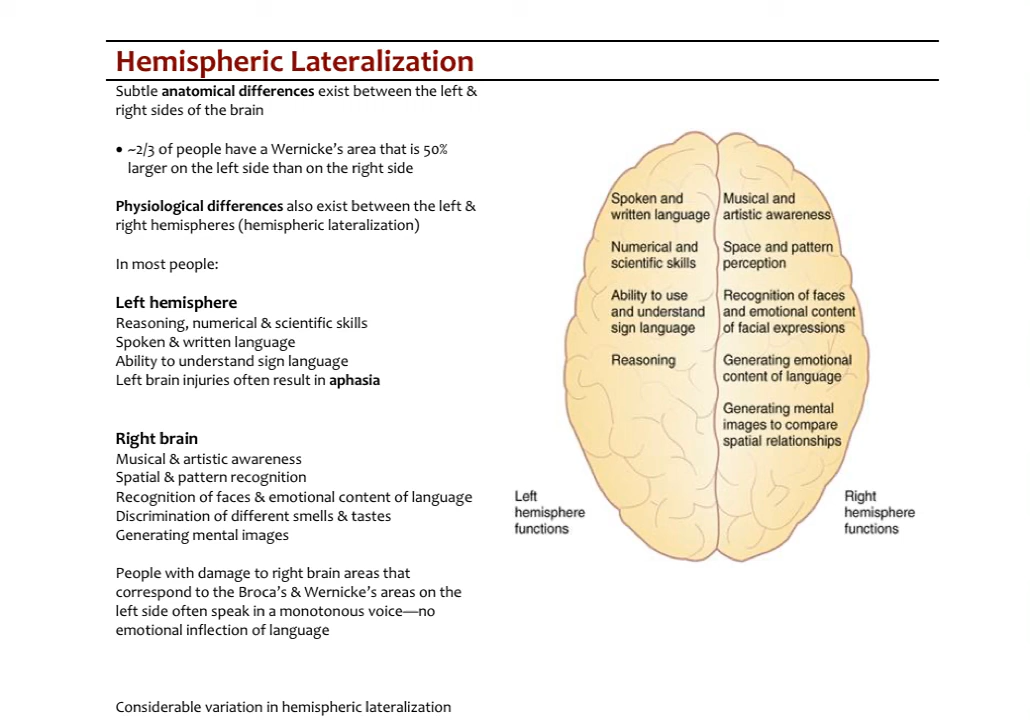 Hemispheric Lateralization
Subtle anatomical differences exist between the left &
right sides of the brain
• ~2/3 of people have a Wernicke’s area that is 50%
larger on the left side than on the right side
Physiological differences also exist between the left &
right hemispheres (hemispheric lateralization)
In most people:
Left hemisphere
Reasoning, numerical & scientific skills
Spoken & written language
Ability to understand sign language
Left brain injuries often result in aphasia
Right brain
Musical & artistic awareness
Spatial & pattern recognition
Recognition of faces & emotional content of language
Discrimination of different smells & tastes
Generating mental images
People with damage to right brain areas that
correspond to the Broca’s & Wernicke’s areas on the
left side often speak in a monotonous voice—no
emotional inflection of language
Considerable variation in hemispheric lateralization
Spoken and
written language
Numerical and
scientific skills
Ability to use
and understand
sign language
Reasoning
Musical and
artistic awareness
Space and pattern
perception
Recognition of faces
and emotional content
of facial expressions
Generating emotional
content of language
Generating mental
images to compare
spatial relationships
Left
hemisphere
functions
Right
hemisphere
functions